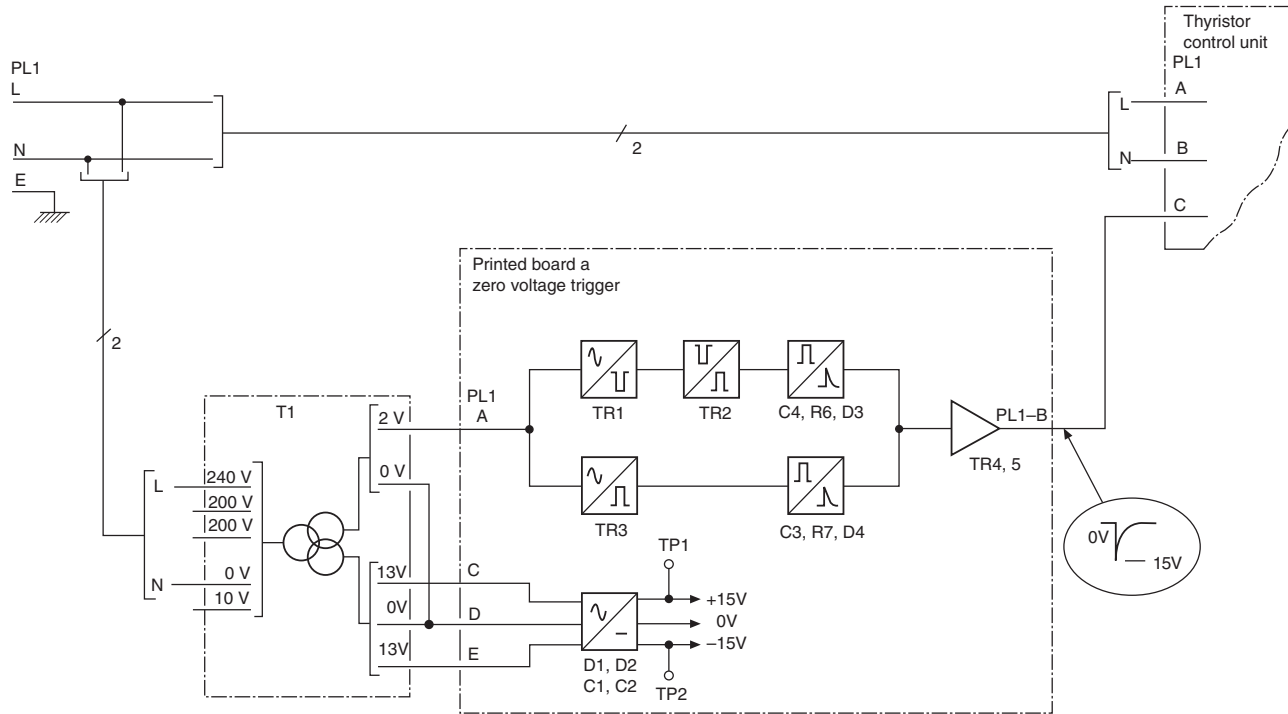 Thyristor
control unit
PL1
PL1
L
A
L
2
N
N
B
E
C
Printed board a
zero voltage trigger
2
T1
2 V
PL1
A
TR1
TR2
C4, R6, D3
PL1–B
TR4, 5
0 V
L
240 V
200 V
200 V
TR3
C3, R7, D4
0V
15V
N
0 V
10 V
13V
C
TP1
+15V
0V
D
0V
–15V
13V
E
D1, D2
C1, C2
TP2